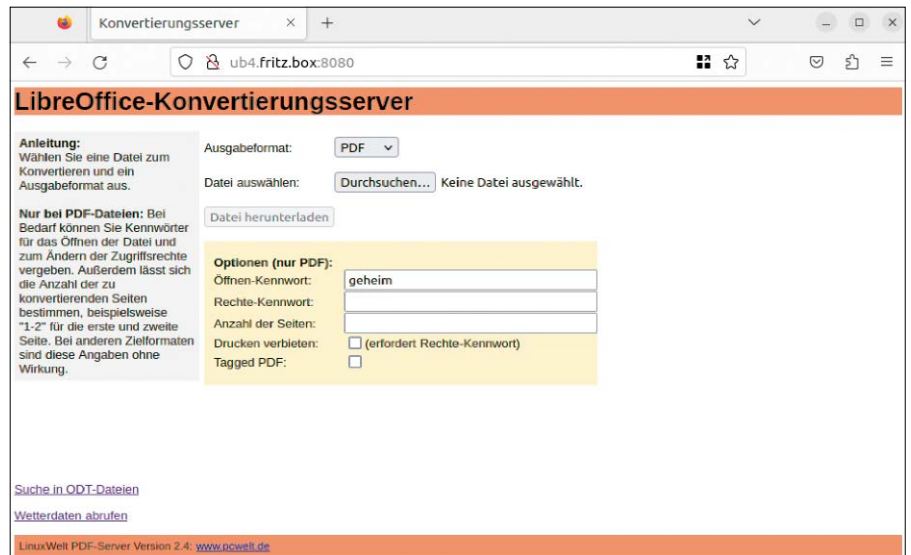 Konvertierungsserver
ub4.fritz.box:8080
LibreOffice-Konvertierungsserver
Anleitung:
Wählen Sie eine Datei zum
Konvertieren und ein
Ausgabeformat aus.
Nur bei PDF-Dateien: Bei
Bedarf können Sie Kennwörter
für das Öffnen der Datei und
zum Ändern der Zugriffsrechte
vergeben. Außerdem lässt sich
die Anzahl der zu
konvertierenden Seiten
bestimmen, beispielsweise
"1-2" für die erste und zweite
Seite. Bei anderen Zielformaten
sind diese Angaben ohne
Wirkung.
Ausgabeformat: PDF
Datei auswählen: Durchsuchen... Keine Datei ausgewählt.
Datei herunterladen
Optionen (nur PDF):
Öffnen-Kennwort: geheim
Rechte-Kennwort:
Anzahl der Seiten:
Drucken verbieten: (erfordert Rechte-Kennwort)
Tagged PDF:
Suche in ODT-Dateien
Wetterdaten abrufen
LinuxWelt PDF-Server Version 2.4: www.pcwelt.de